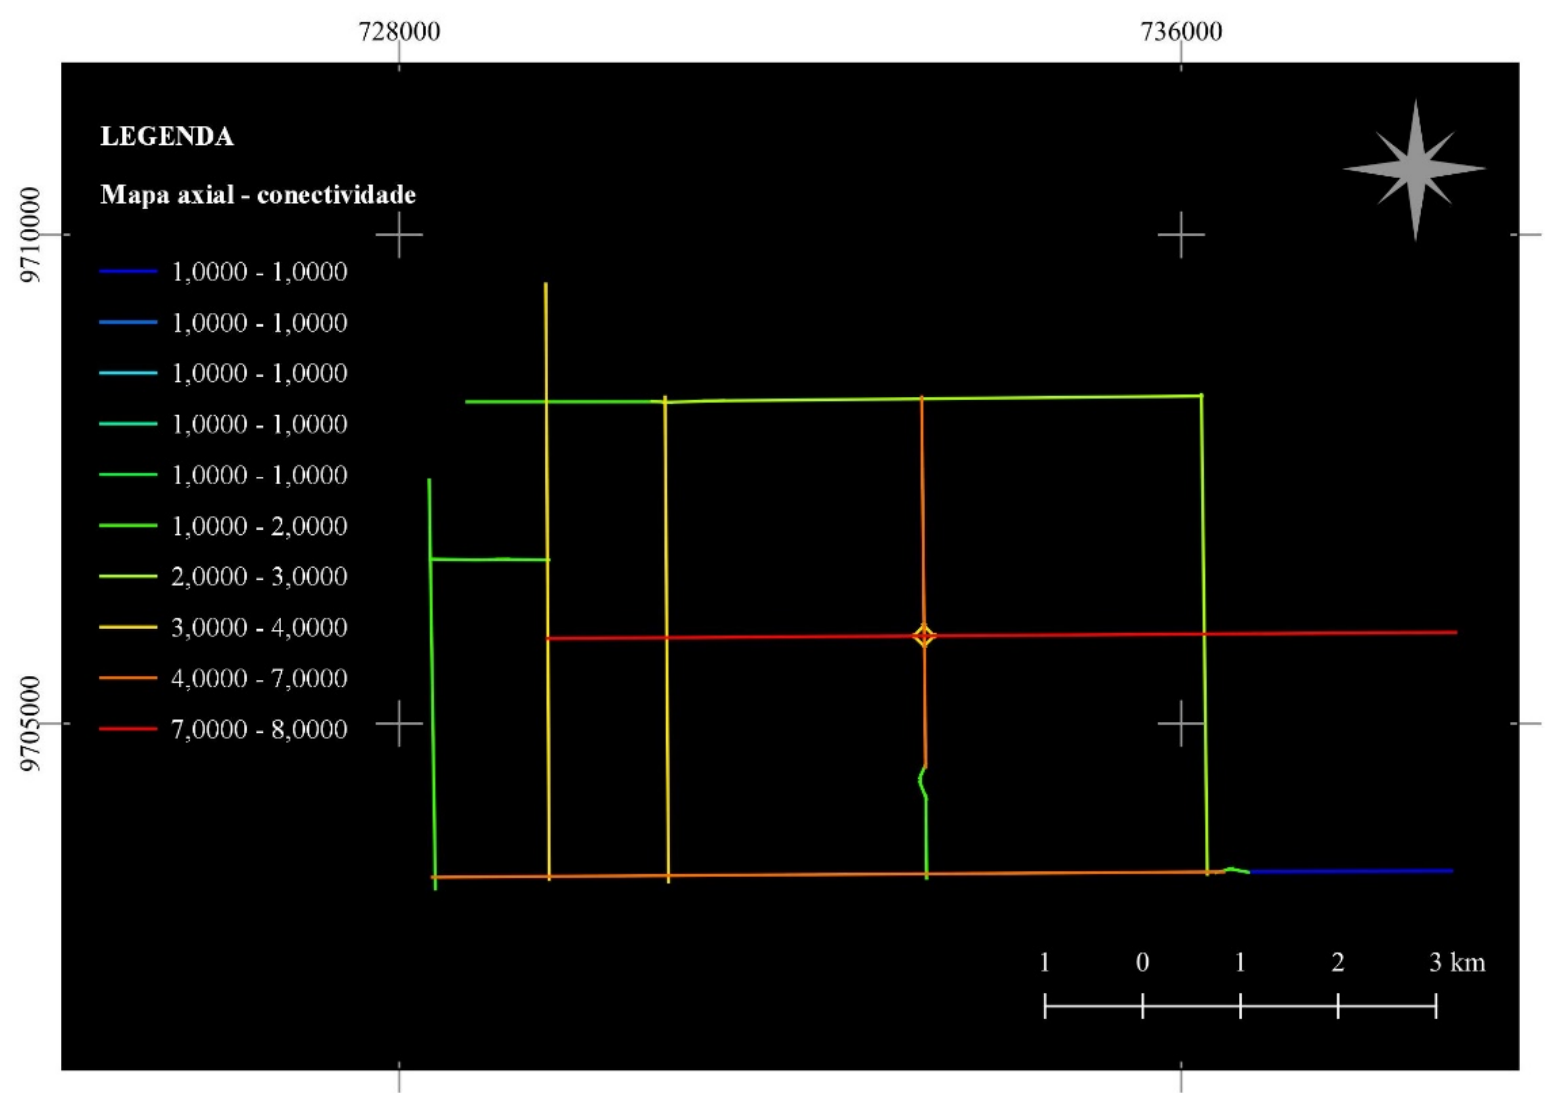 728000 736000
LEGENDA
Mapa axial - conectividade
9710000
1,0000 - 1,0000
1,0000 - 1,0000
1,0000 - 1,0000
1,0000 - 1,0000
1,0000 - 1,0000
1,0000 - 2,0000
2,0000 - 3,0000
3,0000 - 4,0000
4,0000 - 7,0000
9705000
7,0000 - 8,0000
1 0 1 2 3 km